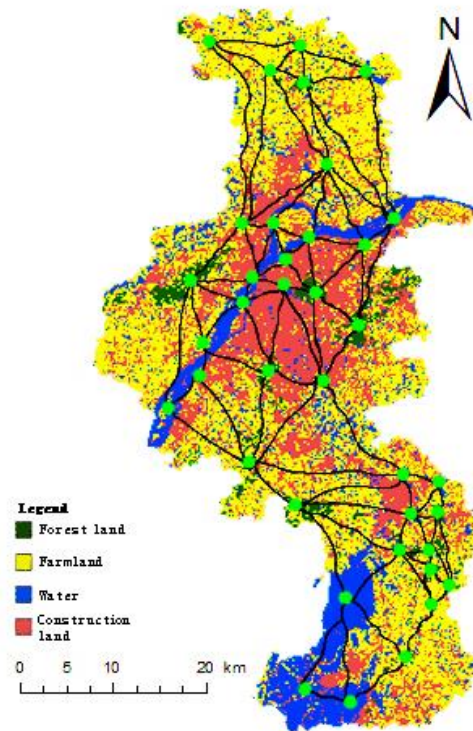 N
Legend
Forest land
Farmland
Water
Construction
land
0 5 10 20 km